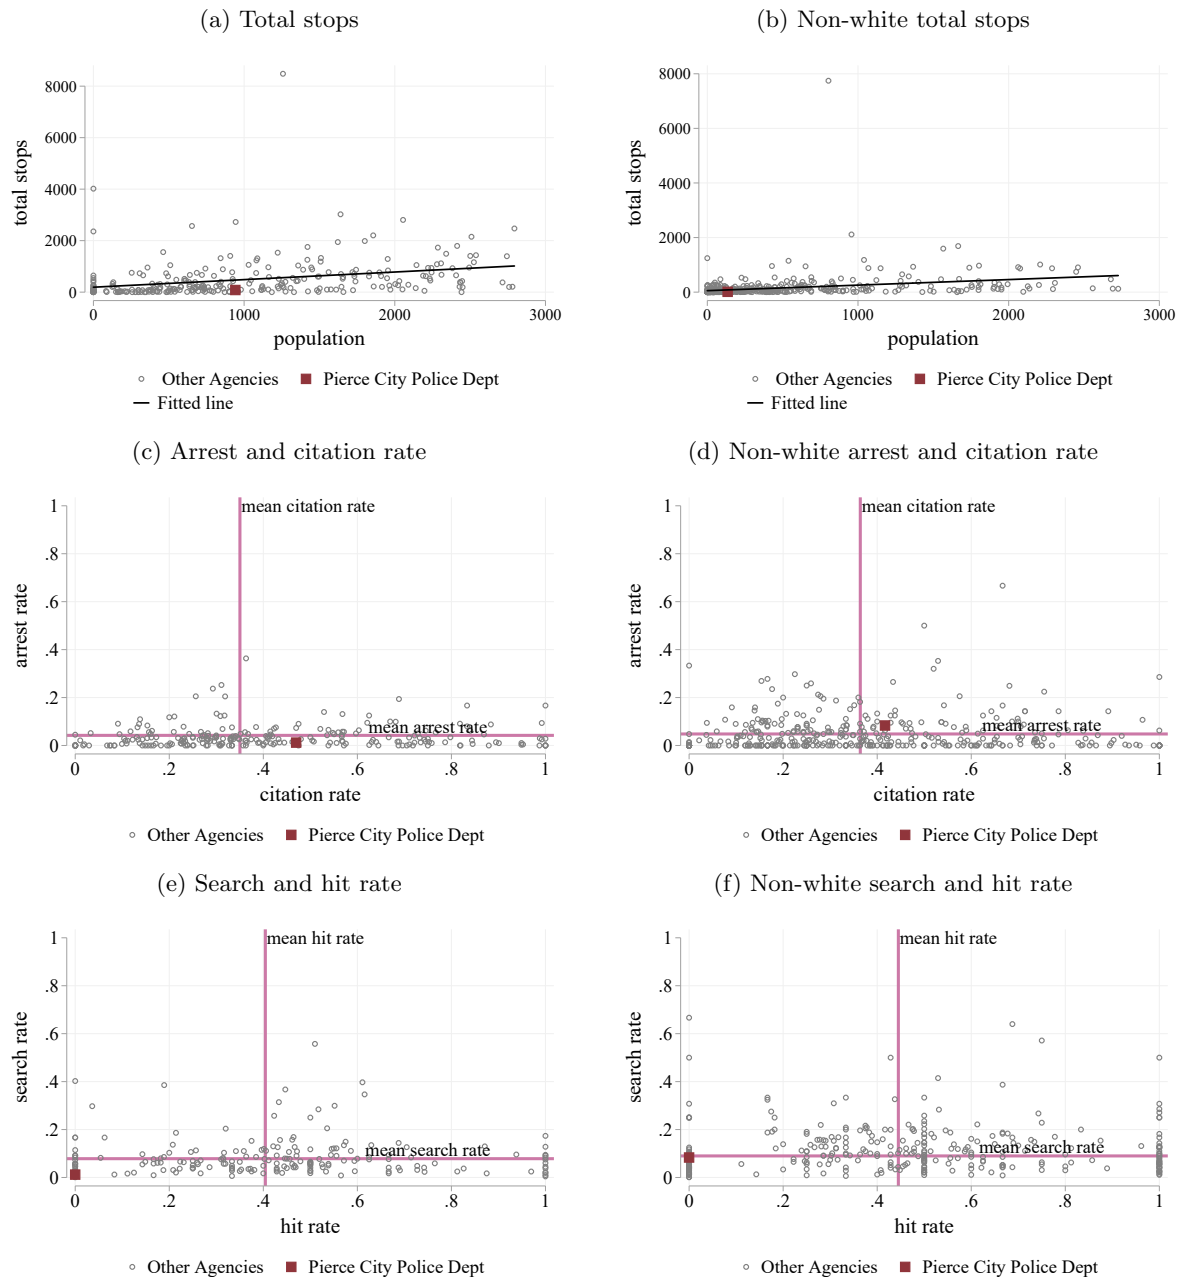 (a) Total stops
(b) Non-white total stops
total stops
8000
6000
4000
2000
0
0
1000
2000
3000
population
Other Agencies
Pierce City Police Dept
Fitted line
total stops
8000
6000
4000
2000
0
0
1000
2000
3000
population
Other Agencies
Pierce City Police Dept
Fitted line
(c) Arrest and citation rate
(d) Non-white arrest and citation rate
arrest rate
1
.8
.6
.4
.2
0
mean citation rate
mean arrest rate
0
.2
.4
.6
.8
1
citation rate
Other Agencies
Pierce City Police Dept
arrest rate
1
.8
.6
.4
.2
0
mean citation rate
mean arrest rate
0
.2
.4
.6
.8
1
citation rate
Other Agencies
Pierce City Police Dept
(e) Search and hit rate
(f) Non-white search and hit rate
search rate
1
.8
.6
.4
.2
0
mean hit rate
mean search rate
0
.2
.4
.6
.8
1
hit rate
Other Agencies
Pierce City Police Dept
search rate
1
.8
.6
.4
.2
0
mean hit rate
mean search rate
0
.2
.4
.6
.8
1
hit rate
Other Agencies
Pierce City Police Dept